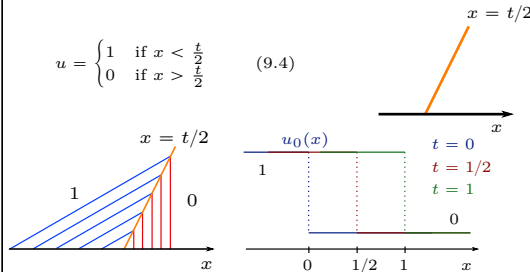 x = t/2
u = { 1 if x < t/2
0 if x > t/2
(9.4)
x
x = t/2
1
0
x
u₀(x)
t = 0
t = 1/2
t = 1
1
0
0 1/2 1 x